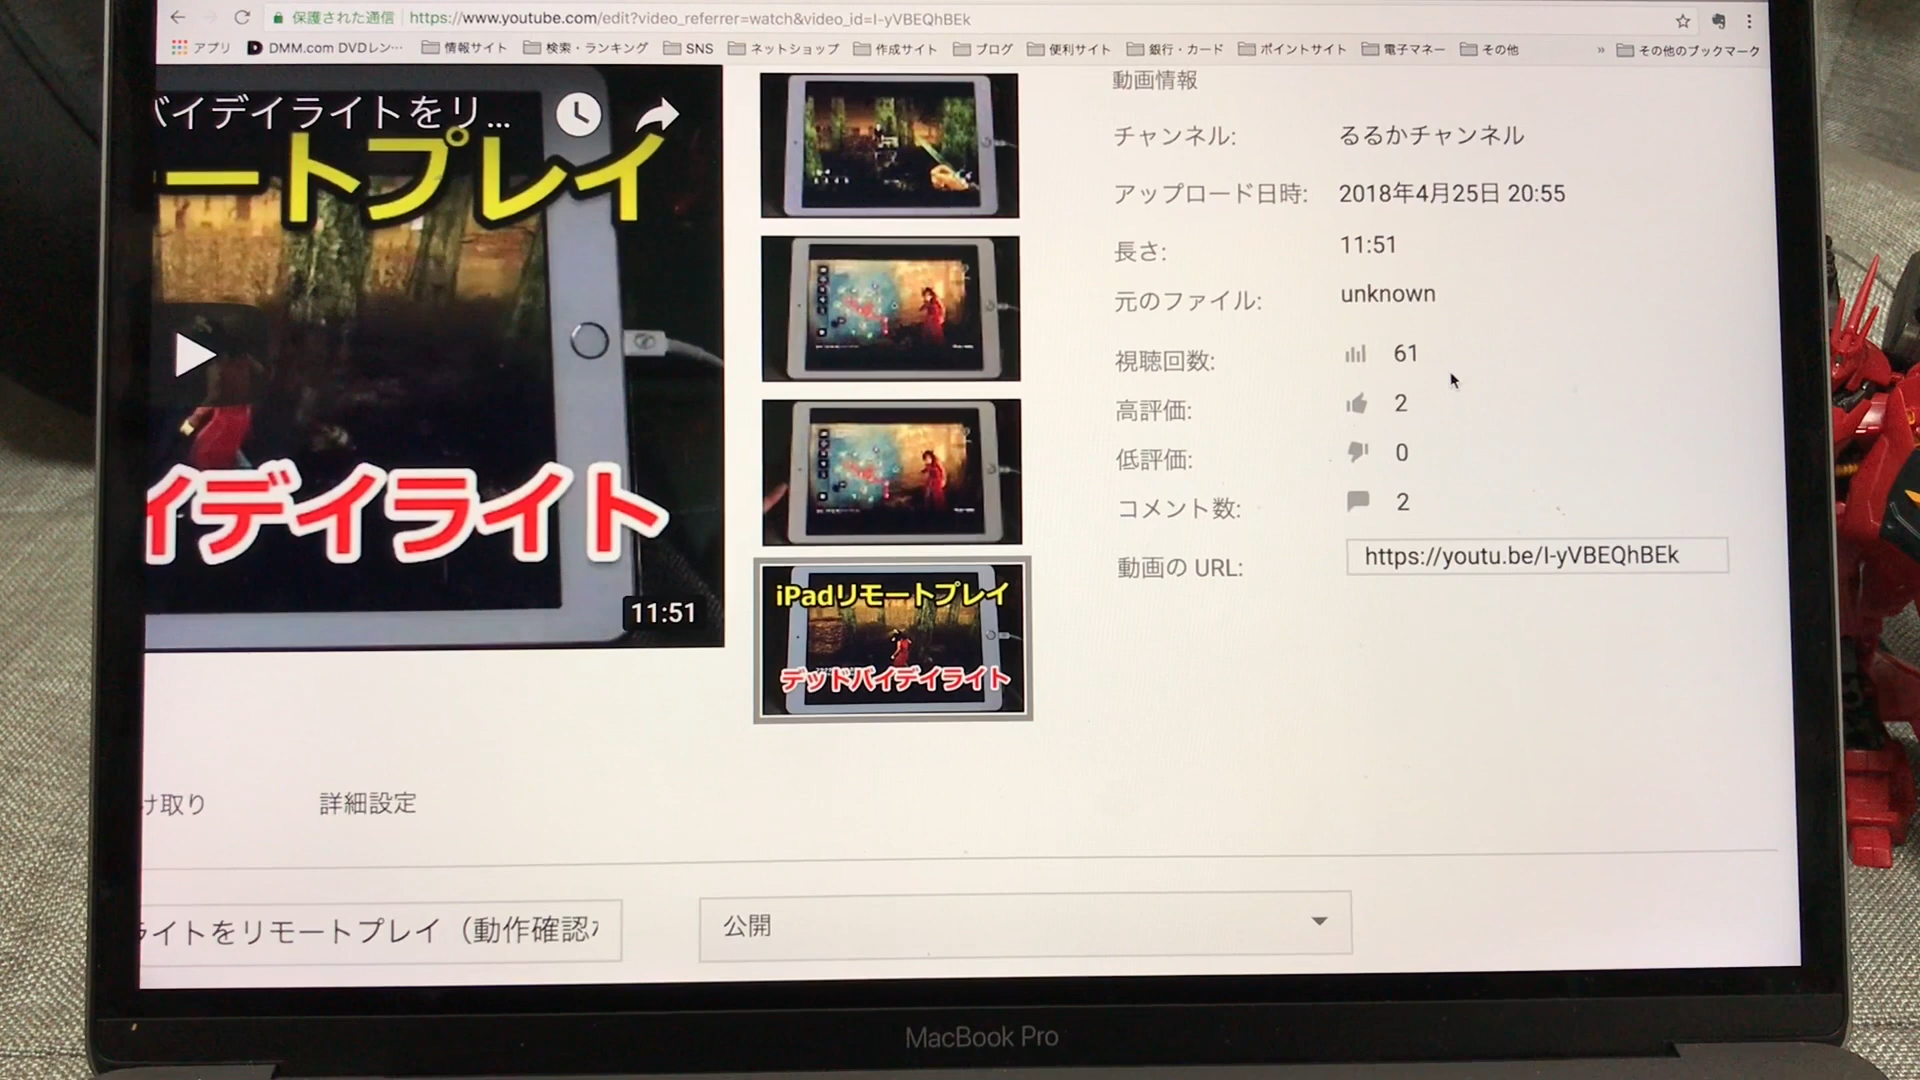 保護された通信 https://www.youtube.com/edit?video_referrer=watch&video_id=I-yVBEQhBEk
アプリ DMM.com DVDレン… 情報サイト 検索・ランキング SNS ネットショップ 作成サイト ブログ 便利サイト 銀行・カード ポイントサイト 電子マネー その他 » その他のブックマーク
バイデイライトをリ...
ートプレイ
イデイライト
11:51
iPadリモートプレイ
デッドバイデイライト
動画情報
チャンネル: るるかチャンネル
アップロード日時: 2018年4月25日 20:55
長さ: 11:51
元のファイル: unknown
視聴回数: 61
高評価: 2
低評価: 0
コメント数: 2
動画の URL: https://youtu.be/I-yVBEQhBEk
け取り 詳細設定
ライトをリモートプレイ（動作確認
公開
MacBook Pro